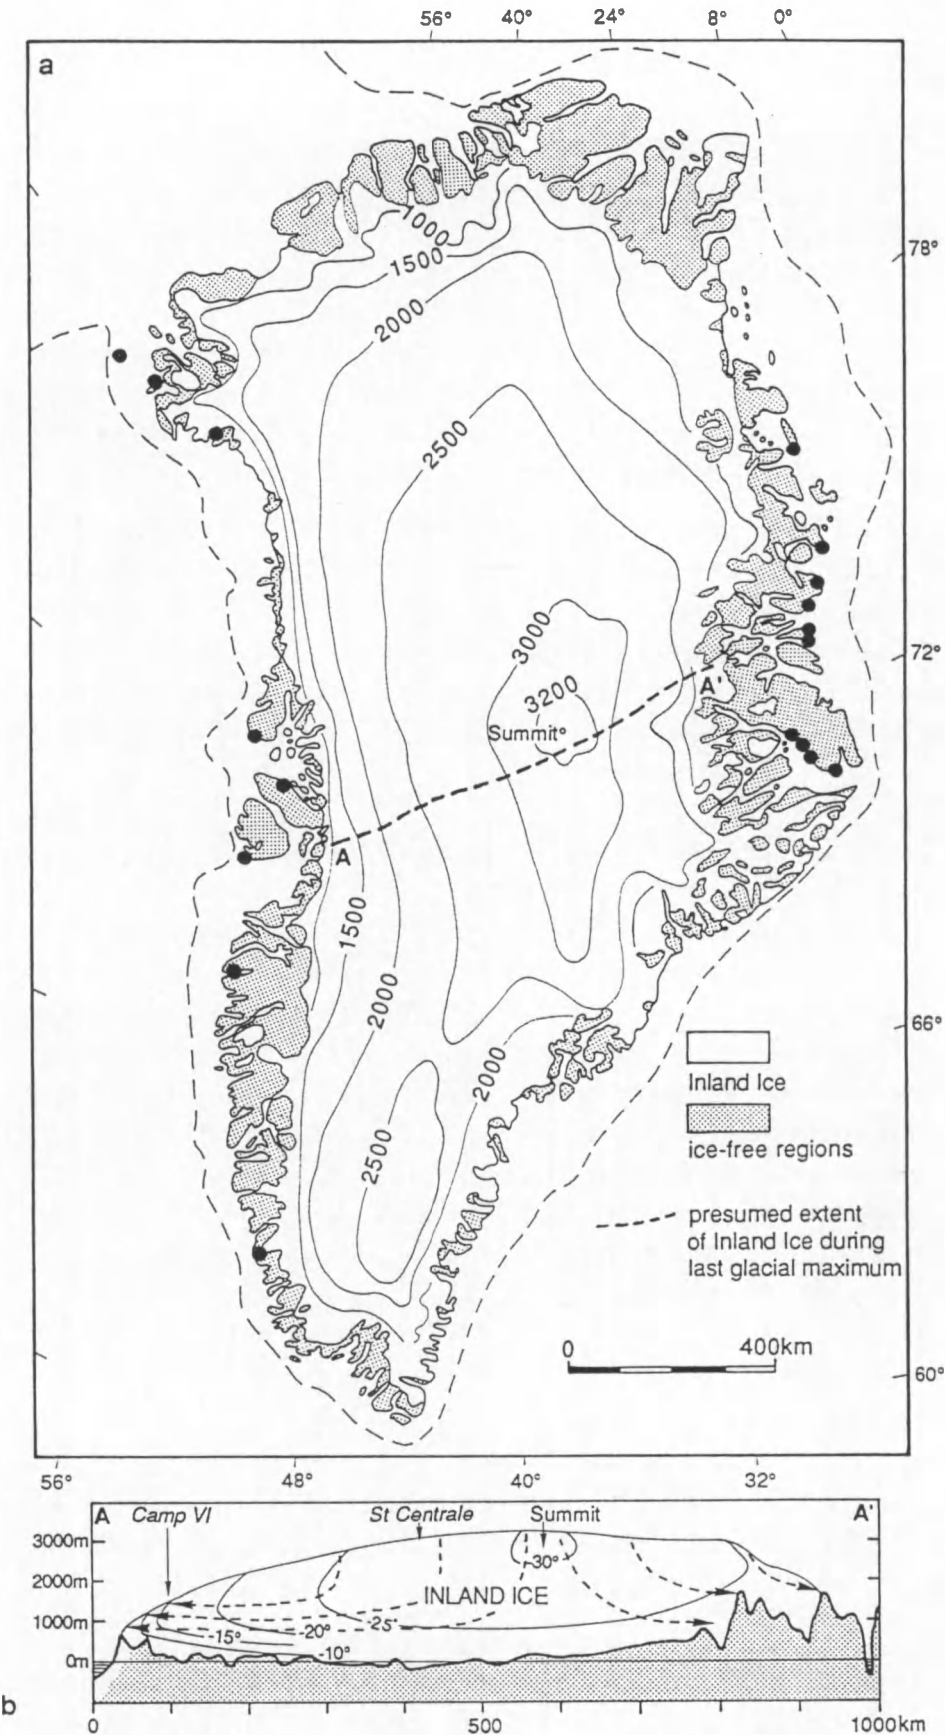 56° 40° 24° 8° 0°
a
1000
78°
1500
2000
2500
3000
72°
A'
3200
Summit°
A
1500
2000
66°
2000
Inland Ice
2500
ice-free regions
presumed extent
of Inland Ice during
last glacial maximum
0 400km
60°
56° 48° 40° 32°
A Camp VI St Centrale Summit A'
3000m
-30°
2000m
INLAND ICE
1000m
-15° -20° -25°
-10°
0m
b
0 500 1000km